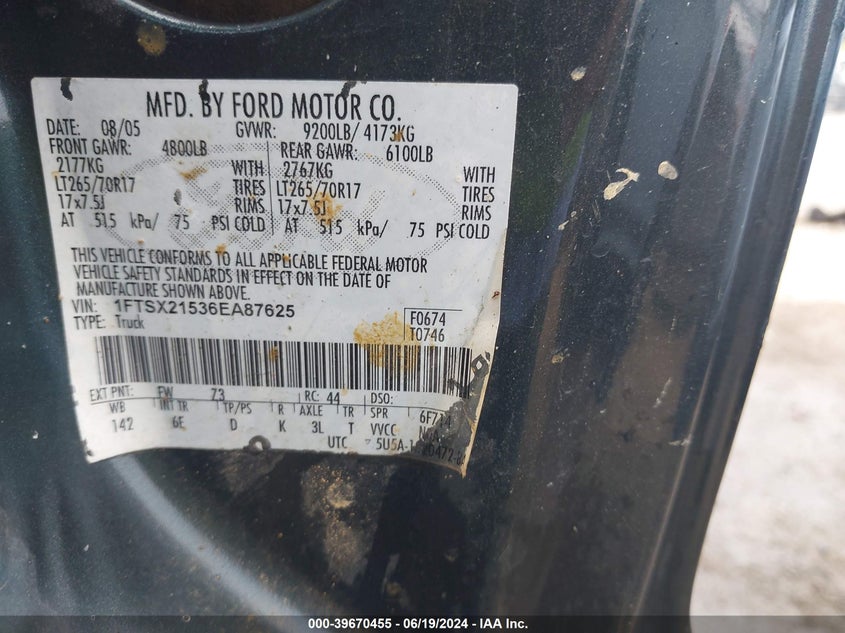 MFD. BY FORD MOTOR CO.
DATE: 08/05 GVWR: 9200LB/ 4173KG
FRONT GAWR: 4800LB REAR GAWR: 6100LB
2177KG WITH 2767KG WITH
LT265/70R17 TIRES LT265/70R17 TIRES
17x7.5J RIMS 17x7.5J RIMS
AT 515 kPa/ 75 PSI COLD AT 515 kPa/ 75 PSI COLD
THIS VEHICLE CONFORMS TO ALL APPLICABLE FEDERAL MOTOR
VEHICLE SAFETY STANDARDS IN EFFECT ON THE DATE OF
MANUFACTURE SHOWN ABOVE.
VIN: 1FTSX21536EA87625 F0674
TYPE: Truck T0746
EXT PNT: FW 73 RC: 44 DSO:
WB INT TR TP/PS R AXLE TR SPR 6F714
142 6E D K 3L T VVCC
UTC
000-39670455 - 06/19/2024 - IAA Inc.